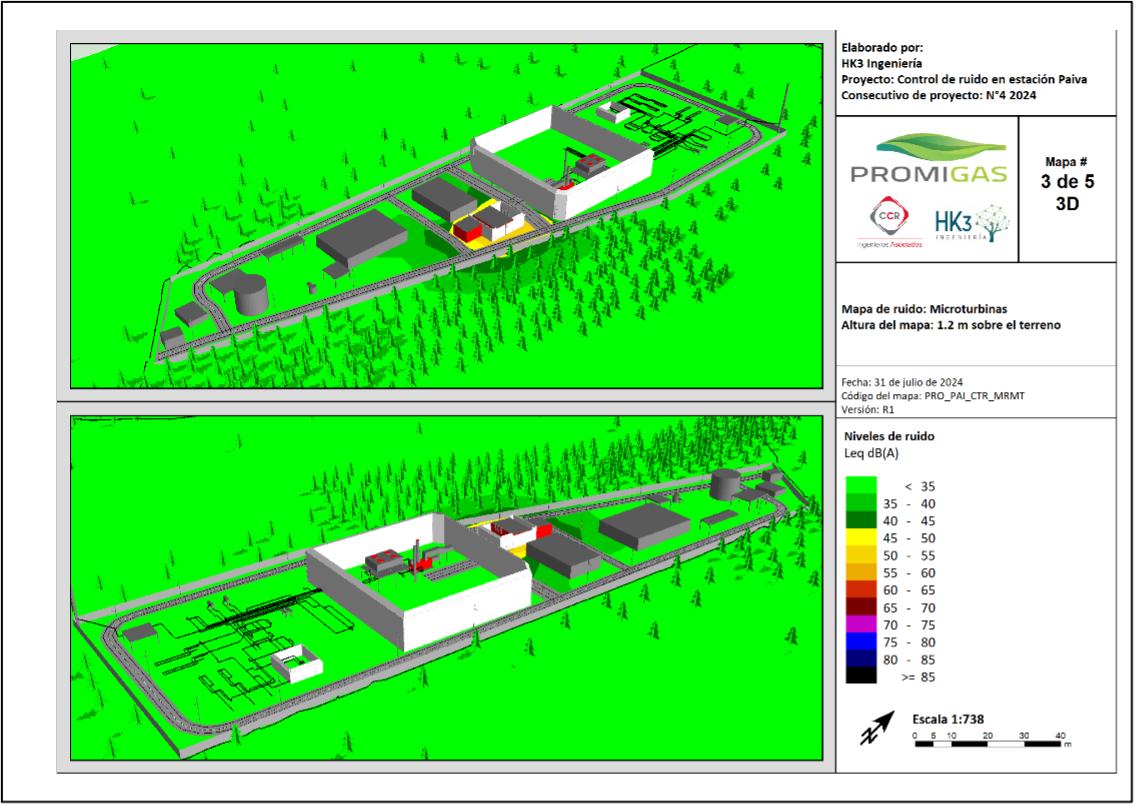 Elaborado por:
HK3 Ingeniería
Proyecto: Control de ruido en estación Paiva
Consecutivo de proyecto: N°4 2024
PROMIGAS
CCR
Ingenieros Asociados
HK3
INGENIERÍA
Mapa #
3 de 5
3D
Mapa de ruido: Microturbinas
Altura del mapa: 1.2 m sobre el terreno
Fecha: 31 de julio de 2024
Código del mapa: PRO_PAI_CTR_MRMT
Versión: R1
Niveles de ruido
Leq dB(A)
< 35
35 - 40
40 - 45
45 - 50
50 - 55
55 - 60
60 - 65
65 - 70
70 - 75
75 - 80
80 - 85
>= 85
Escala 1:738
0 5 10 20 30 40
m